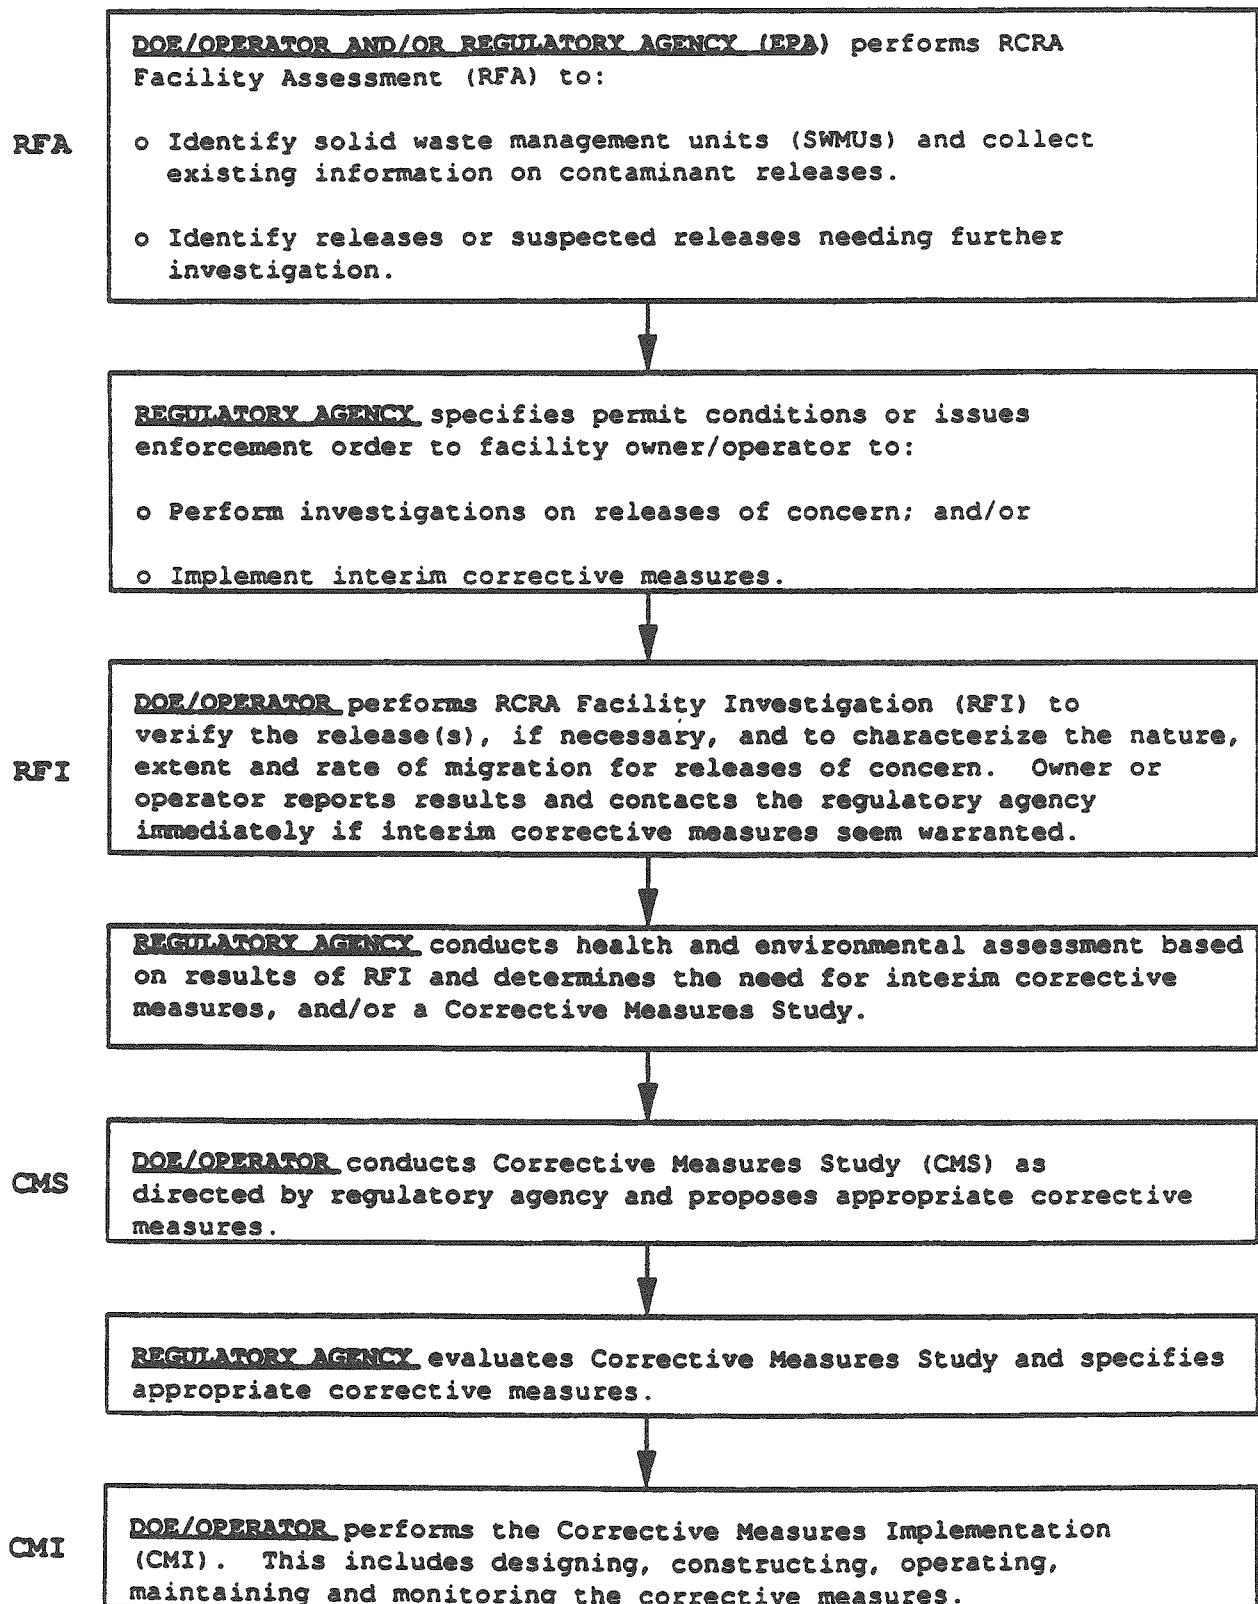 DOE/OPERATOR AND/OR REGULATORY AGENCY (EPA) performs RCRA
Facility Assessment (RFA) to:
RFA
o Identify solid waste management units (SWMUs) and collect
existing information on contaminant releases.
o Identify releases or suspected releases needing further
investigation.
REGULATORY AGENCY specifies permit conditions or issues
enforcement order to facility owner/operator to:
o Perform investigations on releases of concern; and/or
o Implement interim corrective measures.
RFI
DOE/OPERATOR performs RCRA Facility Investigation (RFI) to
verify the release(s), if necessary, and to characterize the nature,
extent and rate of migration for releases of concern. Owner or
operator reports results and contacts the regulatory agency
immediately if interim corrective measures seem warranted.
REGULATORY AGENCY conducts health and environmental assessment based
on results of RFI and determines the need for interim corrective
measures, and/or a Corrective Measures Study.
CMS
DOE/OPERATOR conducts Corrective Measures Study (CMS) as
directed by regulatory agency and proposes appropriate corrective
measures.
REGULATORY AGENCY evaluates Corrective Measures Study and specifies
appropriate corrective measures.
CMI
DOE/OPERATOR performs the Corrective Measures Implementation
(CMI). This includes designing, constructing, operating,
maintaining and monitoring the corrective measures.